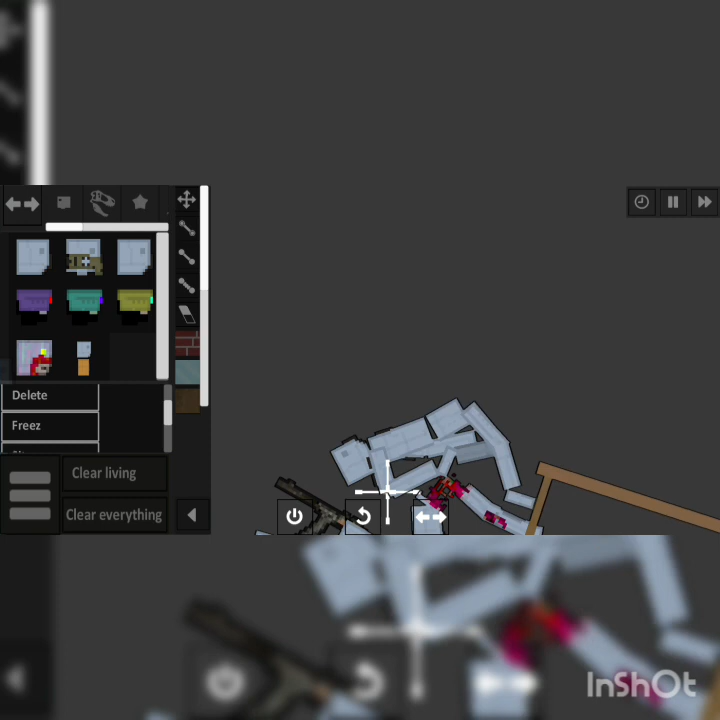 Delete
Freez
Clear living
Clear everything
InShOt